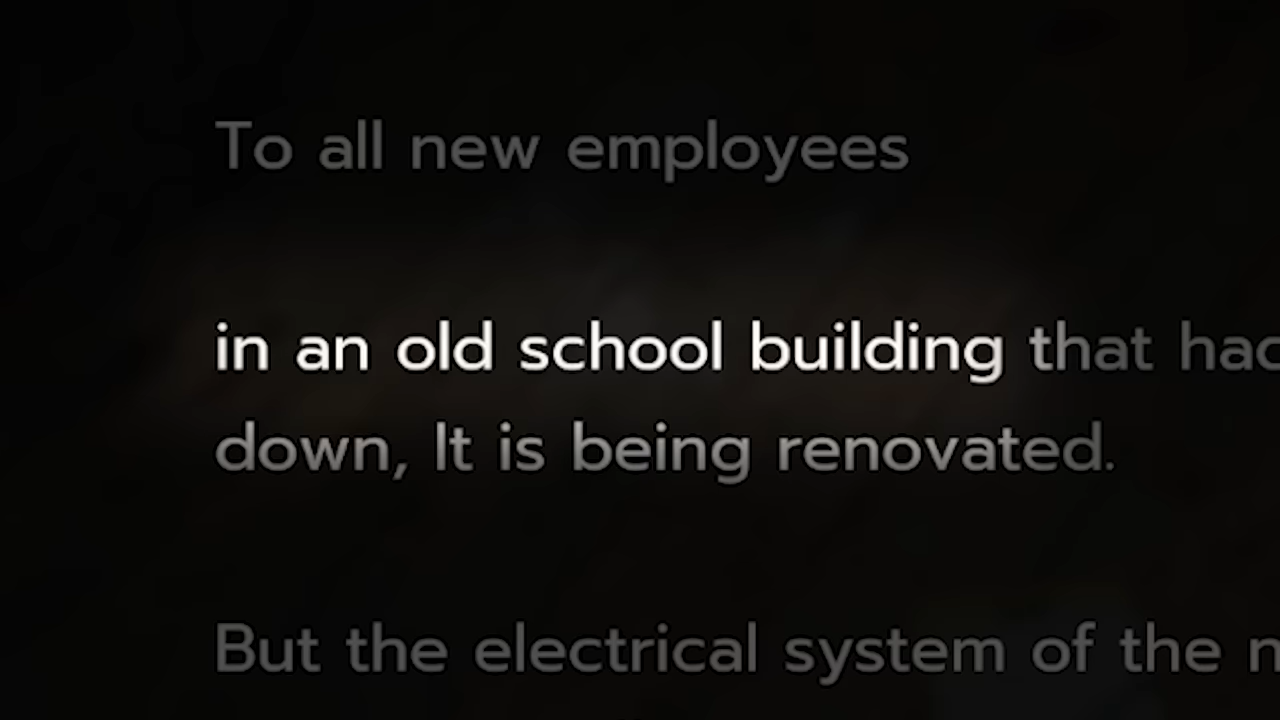 To all new employees
in an old school building that
down, It is being renovated.
But the electrical system of the